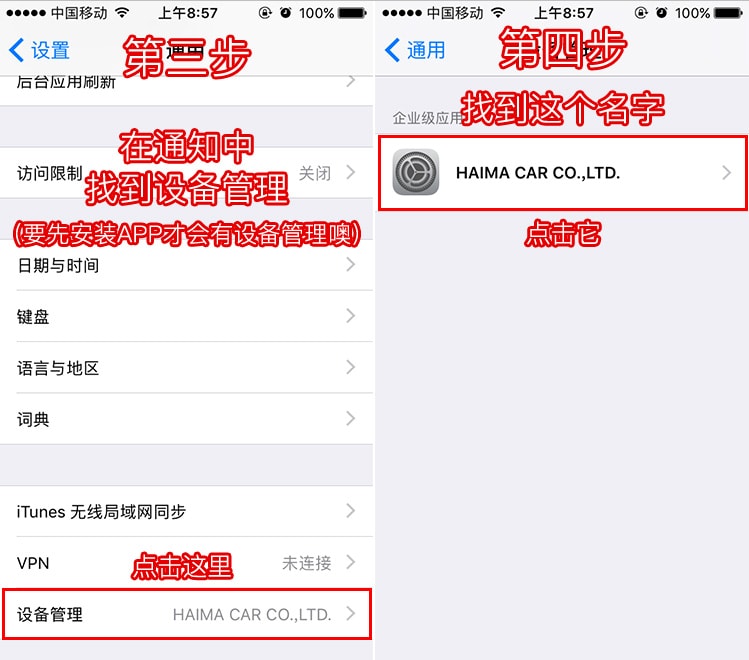 中国移动
上午8:57
100%
设置
通用
第三步
后台应用刷新
在通知中
访问限制
关闭
找到设备管理
(要先安装APP才会有设备管理噢)
日期与时间
键盘
语言与地区
词典
iTunes 无线局域网同步
VPN
点击这里
未连接
设备管理
HAIMA CAR CO.,LTD.
中国移动
上午8:57
100%
通用
第四步
找到这个名字
企业级应用
HAIMA CAR CO.,LTD.
点击它